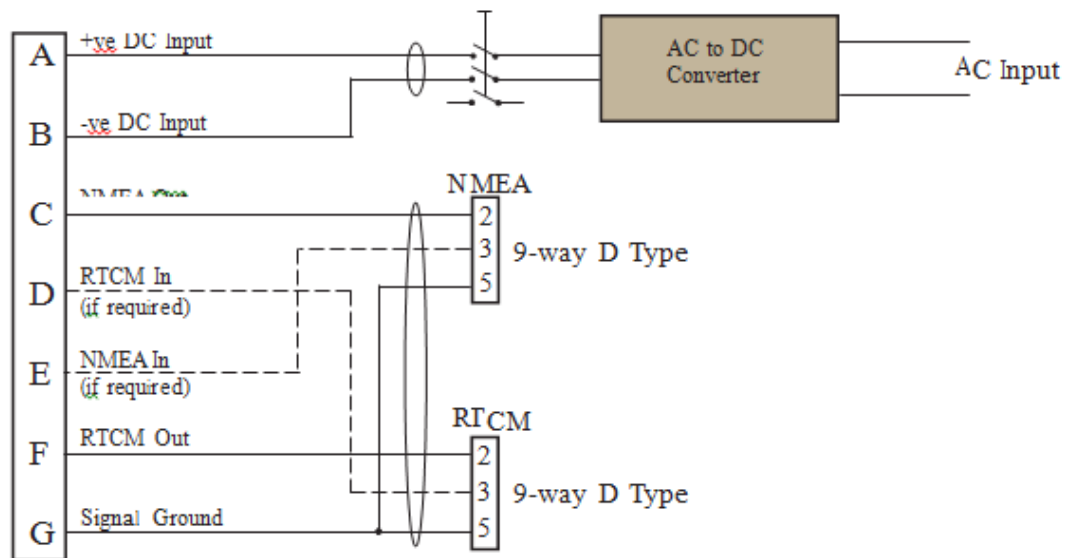 A
+ve DC Input
AC to DC
Converter
AC Input
B
-ve DC Input
C
NMEA
NMEA
2
3
5
9-way D Type
D
RTCM In
(if required)
E
NMEA In
(if required)
F
RTCM Out
RTCM
2
3
5
9-way D Type
G
Signal Ground